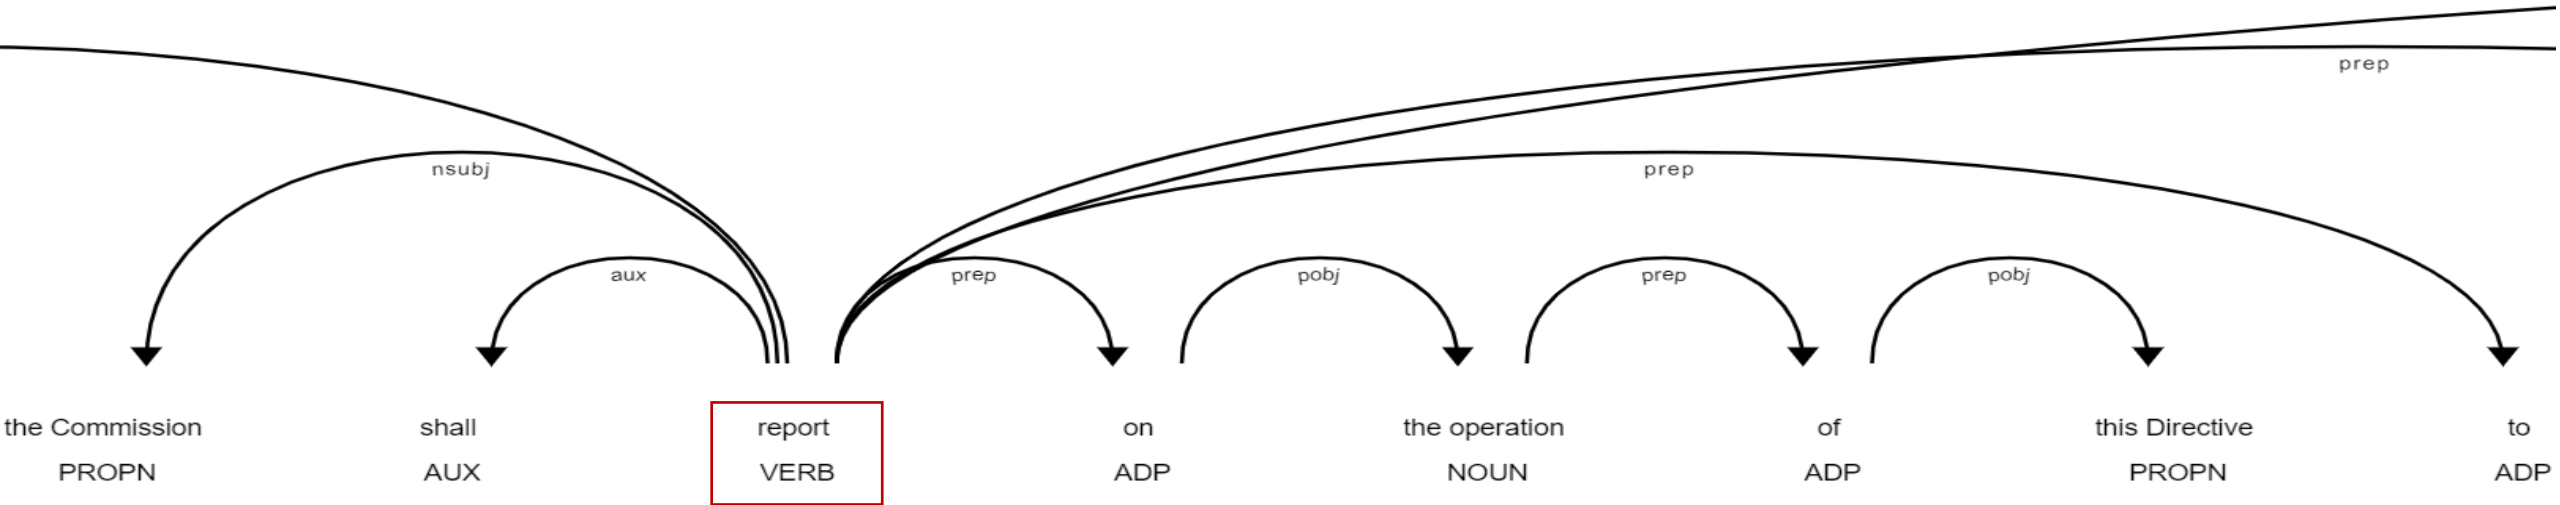 prep
nsubj prep
aux prep pobj prep pobj
the Commission shall report on the operation of this Directive to
PROPN AUX VERB ADP NOUN ADP PROPN ADP